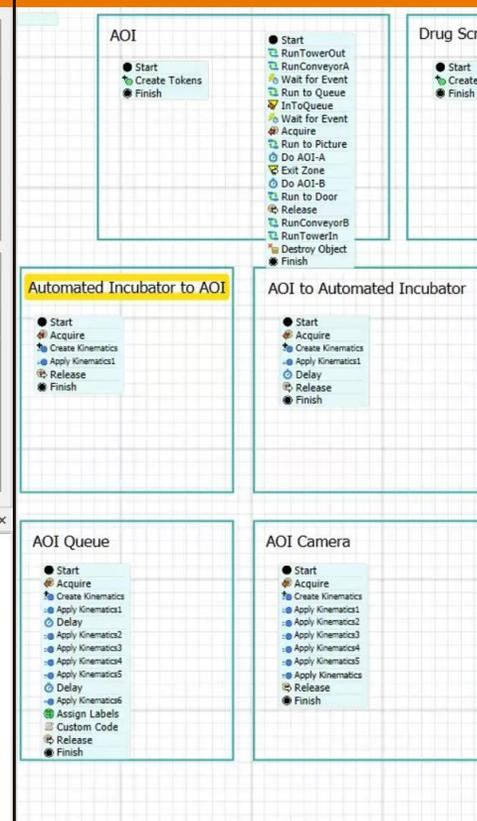 AOI
Start
Create Tokens
Finish
Start
RunTowerOut
RunConveyorA
Wait for Event
Run to Queue
InToQueue
Wait for Event
Acquire
Run to Picture
Do AOI-A
Exit Zone
Do AOI-B
Run to Door
Release
RunConveyorB
RunTowerIn
Destroy Object
Finish
Drug Scr
Start
Create
Finish
Automated Incubator to AOI
Start
Acquire
Create Kinematics
Apply Kinematics1
Release
Finish
AOI to Automated Incubator
Start
Acquire
Create Kinematics
Apply Kinematics1
Delay
Release
Finish
AOI Queue
Start
Acquire
Create Kinematics
Apply Kinematics1
Delay
Apply Kinematics2
Apply Kinematics3
Apply Kinematics4
Apply Kinematics5
Delay
Apply Kinematics6
Assign Labels
Custom Code
Release
Finish
AOI Camera
Start
Acquire
Create Kinematics
Apply Kinematics1
Apply Kinematics2
Apply Kinematics3
Apply Kinematics4
Apply Kinematics5
Apply Kinematics
Release
Finish